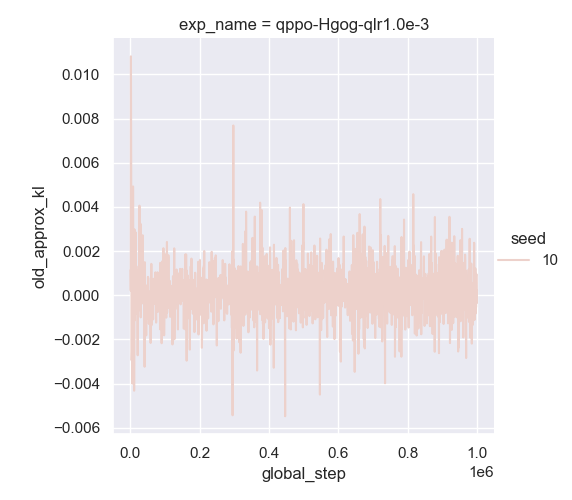 exp_name = qppo-Hgog-qlr1.0e-3
old_approx_kl
0.010
0.008
0.006
0.004
0.002
0.000
−0.002
−0.004
−0.006
0.0 0.2 0.4 0.6 0.8 1.0
1e6
global_step
seed
10